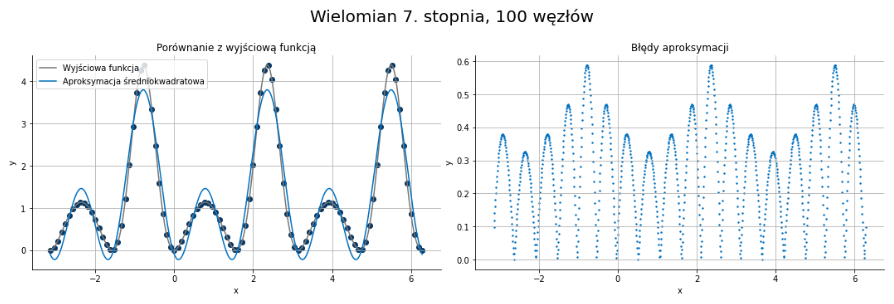 Wielomian 7. stopnia, 100 węzłów
Porównanie z wyjściową funkcją
Wyjściowa funkcja
Aproksymacja średniokwadratowa
y
4
3
2
1
0
−2
0
2
4
6
x
Błędy aproksymacji
y
0.6
0.5
0.4
0.3
0.2
0.1
0.0
−2
0
2
4
6
x